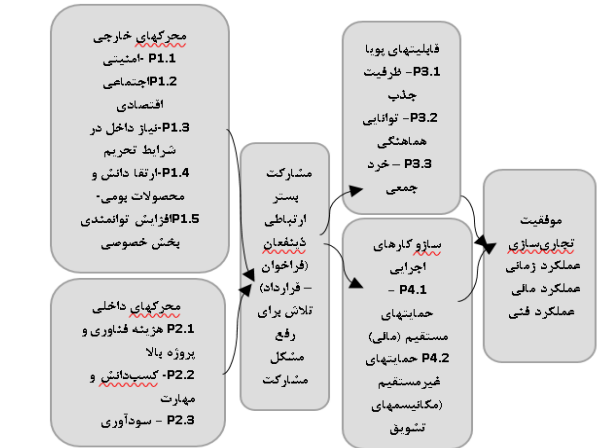 محرکهای خارجی
P1.1 -امنیتی
P1.2اجتماعی
اقتصادی
P1.3-نیاز داخل در
شرایط تحریم
P1.4-ارتقا دانش و
محصولات بومی-
P1.5افزایش توانمندی
بخش خصوصی
محرکهای داخلی
P2.1 هزینه فناوری و
پروژه بالا
P2.2- کسب‌دانش و
مهارت
P2.3 – سودآوری
مشارکت
بستر
ارتباطی
ذینفعان
(فراخوان
– قرارداد)
تلاش برای
رفع
مشکل
مشارکت
قابلیتهای پویا
P3.1– ظرفیت
جذب
P3.2– توانایی
هماهنگی
P3.3 – خرد
جمعی
سازوکارهای
اجرایی
P4.1 –
حمایتهای
مستقیم (مالی)
P4.2 حمایتهای
غیرمستقیم
(مکانیسمهای
تشویق
موفقیت
تجاری‌سازی
عملکرد زمانی
عملکرد مالی
عملکرد فنی